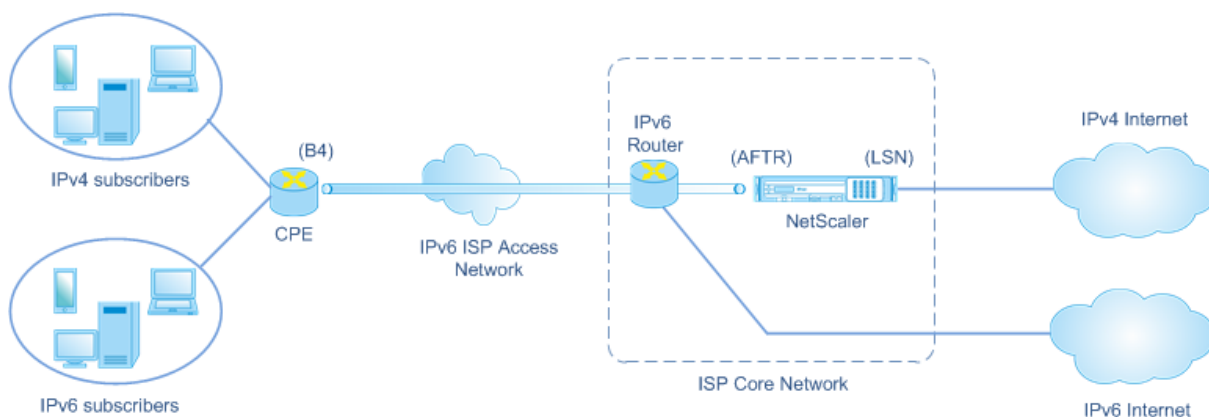 IPv4 subscribers
(B4)
CPE
IPv6 subscribers
IPv6 ISP Access
Network
IPv6
Router
(AFTR)
(LSN)
NetScaler
ISP Core Network
IPv4 Internet
IPv6 Internet